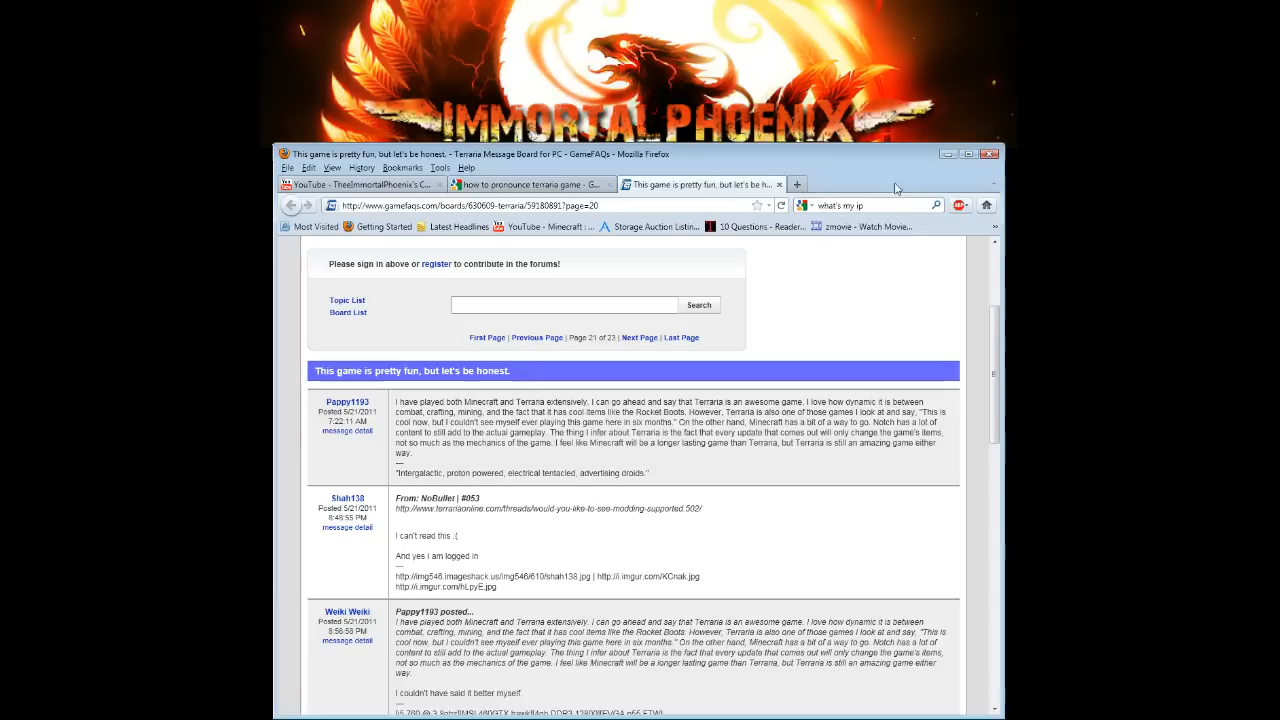 IMMORTAL PHOENIX
This game is pretty fun, but let's be honest. - Terraria Message Board for PC - GameFAQs - Mozilla Firefox
File Edit View History Bookmarks Tools Help
YouTube - TheeImmortalPhoenix's C... how to pronounce terraria game - G... This game is pretty fun, but let's be h...
http://www.gamefaqs.com/boards/630609-terraria/59180891?page=20 what's my ip ABP
Most Visited Getting Started Latest Headlines YouTube - Minecraft : ... Storage Auction Listin... 10 Questions - Reader... zmovie - Watch Movie...
Please sign in above or register to contribute in the forums!
Topic List
Board List
Search
First Page | Previous Page | Page 21 of 23 | Next Page | Last Page
This game is pretty fun, but let's be honest.
Pappy1193
Posted 5/21/2011
7:22:11 AM
message detail
I have played both Minecraft and Terraria extensively. I can go ahead and say that Terraria is an awesome game. I love how dynamic it is between
combat, crafting, mining, and the fact that it has cool items like the Rocket Boots. However, Terraria is also one of those games I look at and say, "This is
cool now, but I couldn't see myself ever playing this game here in six months." On the other hand, Minecraft has a bit of a way to go. Notch has a lot of
content to still add to the actual gameplay. The thing I infer about Terraria is the fact that every update that comes out will only change the game's items,
not so much as the mechanics of the game. I feel like Minecraft will be a longer lasting game than Terraria, but Terraria is still an amazing game either
way.
---
"Intergalactic, proton powered, electrical tentacled, advertising droids."
Shah138
Posted 5/21/2011
8:48:55 PM
message detail
From: NoBullet | #053
http://www.terrariaonline.com/threads/would-you-like-to-see-modding-supported.502/
I can't read this :(
And yes I am logged in
---
http://img546.imageshack.us/img546/610/shah138.jpg | http://i.imgur.com/KCnak.jpg
http://i.imgur.com/hLpyE.jpg
Weiki Weiki
Posted 5/21/2011
8:56:58 PM
message detail
Pappy1193 posted...
I have played both Minecraft and Terraria extensively. I can go ahead and say that Terraria is an awesome game. I love how dynamic it is between
combat, crafting, mining, and the fact that it has cool items like the Rocket Boots. However, Terraria is also one of those games I look at and say, "This is
cool now, but I couldn't see myself ever playing this game here in six months." On the other hand, Minecraft has a bit of a way to go. Notch has a lot of
content to still add to the actual gameplay. The thing I infer about Terraria is the fact that every update that comes out will only change the game's items,
not so much as the mechanics of the game. I feel like Minecraft will be a longer lasting game than Terraria, but Terraria is still an amazing game either
way.
I couldn't have said it better myself.
---